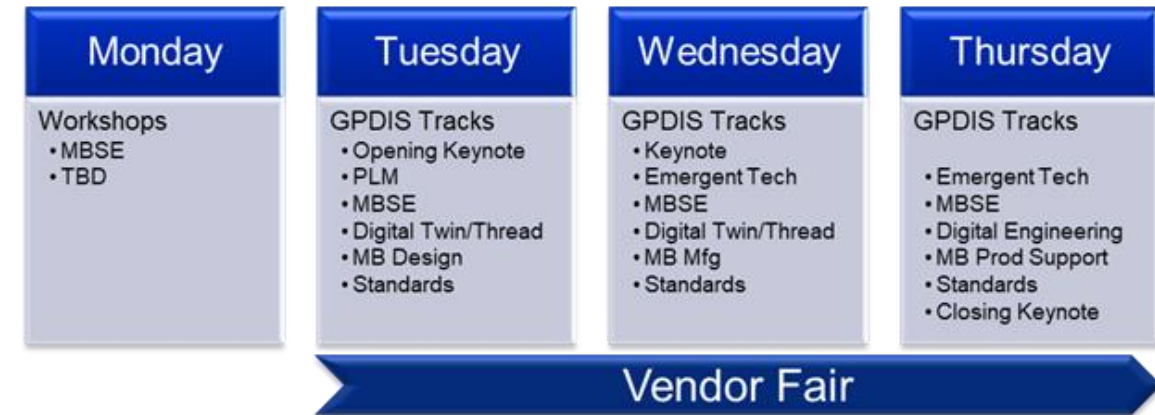 Monday
Workshops
• MBSE
• TBD
Tuesday
GPDIS Tracks
• Opening Keynote
• PLM
• MBSE
• Digital Twin/Thread
• MB Design
• Standards
Wednesday
GPDIS Tracks
• Keynote
• Emergent Tech
• MBSE
• Digital Twin/Thread
• MB Mfg
• Standards
Thursday
GPDIS Tracks
• Emergent Tech
• MBSE
• Digital Engineering
• MB Prod Support
• Standards
• Closing Keynote
Vendor Fair